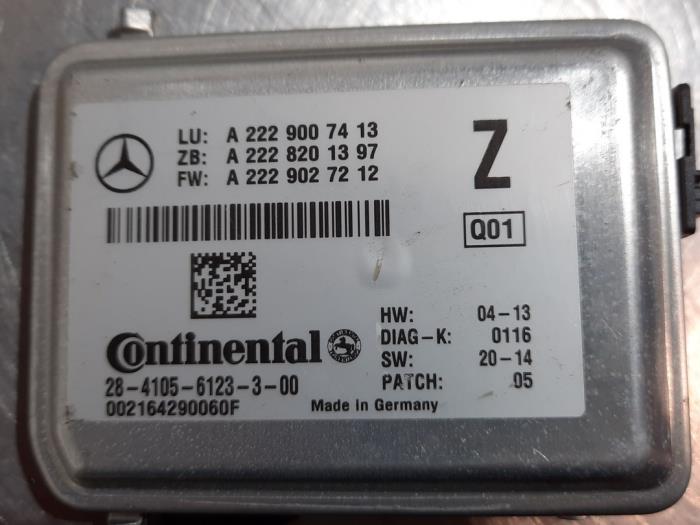 LU: A 222 900 74 13
ZB: A 222 820 13 97
FW: A 222 902 72 12
Z
Q01
Continental
HW: 04-13
DIAG-K: 0116
SW: 20-14
PATCH: 05
28-4105-6123-3-00
002164290060F
Made in Germany